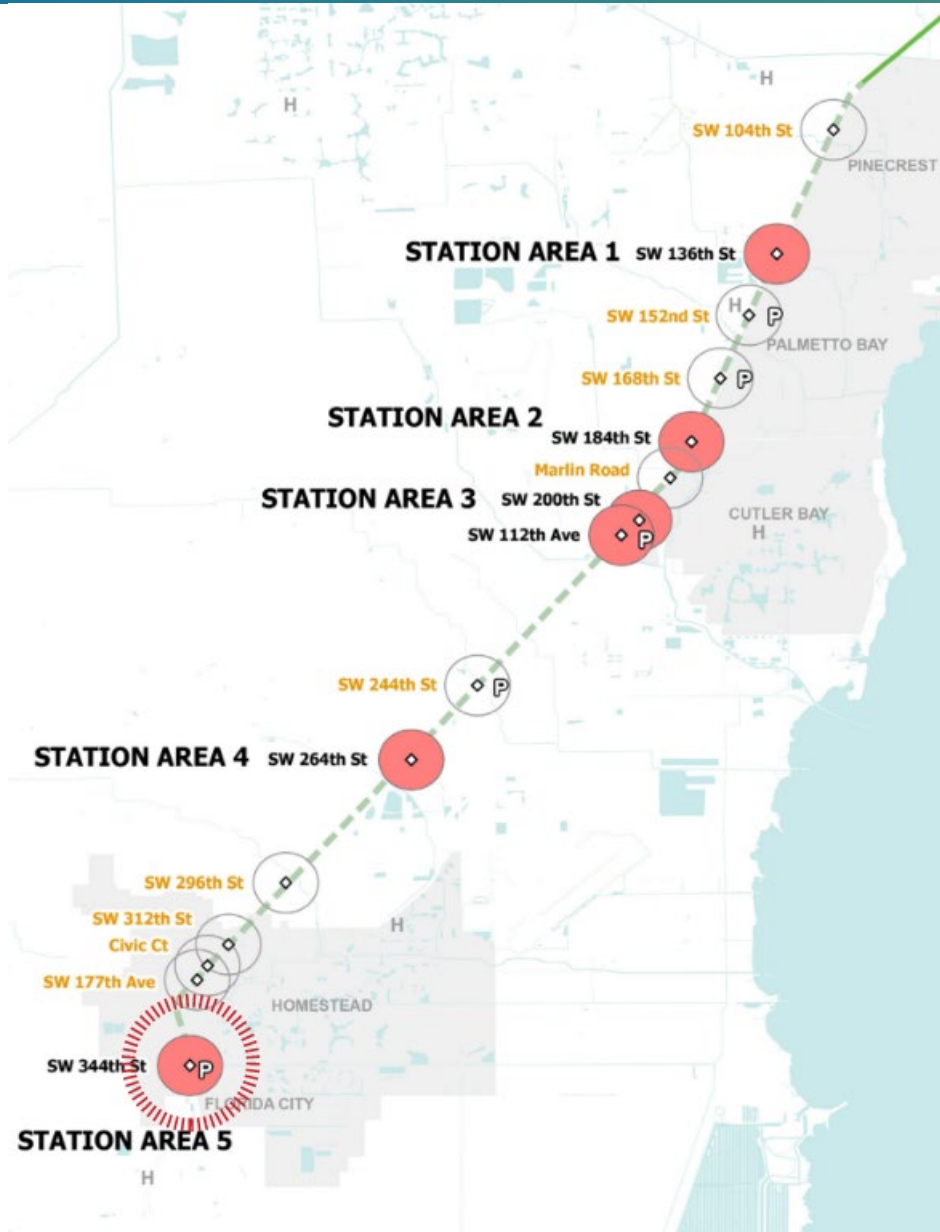 H
H
SW 104th St
PINECREST
STATION AREA 1
SW 136th St
H
SW 152nd St
P
PALMETTO BAY
SW 168th St
P
STATION AREA 2
SW 184th St
Marlin Road
STATION AREA 3
SW 200th St
CUTLER BAY
SW 112th Ave
P
H
SW 244th St
P
STATION AREA 4
SW 264th St
SW 296th St
SW 312th St
H
Civic Ct
SW 177th Ave
HOMESTEAD
SW 344th St
P
FLORIDA CITY
STATION AREA 5
H